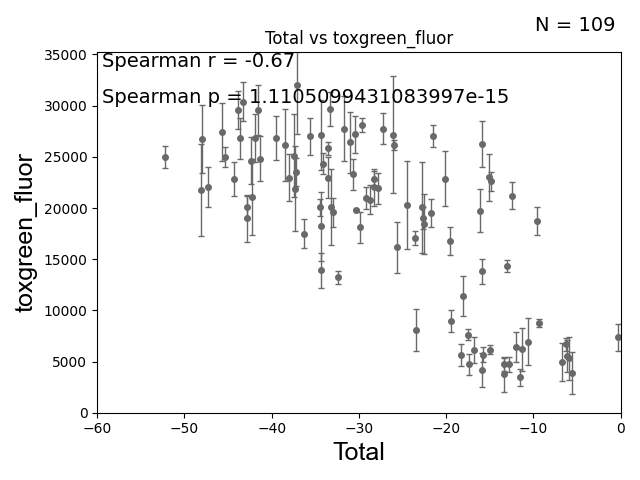 N = 109
Total vs toxgreen_fluor
Spearman r = -0.67
Spearman p = 1.1105099431083997e-15
35000
30000
25000
20000
15000
10000
5000
0
toxgreen_fluor
−60 −50 −40 −30 −20 −10 0
Total